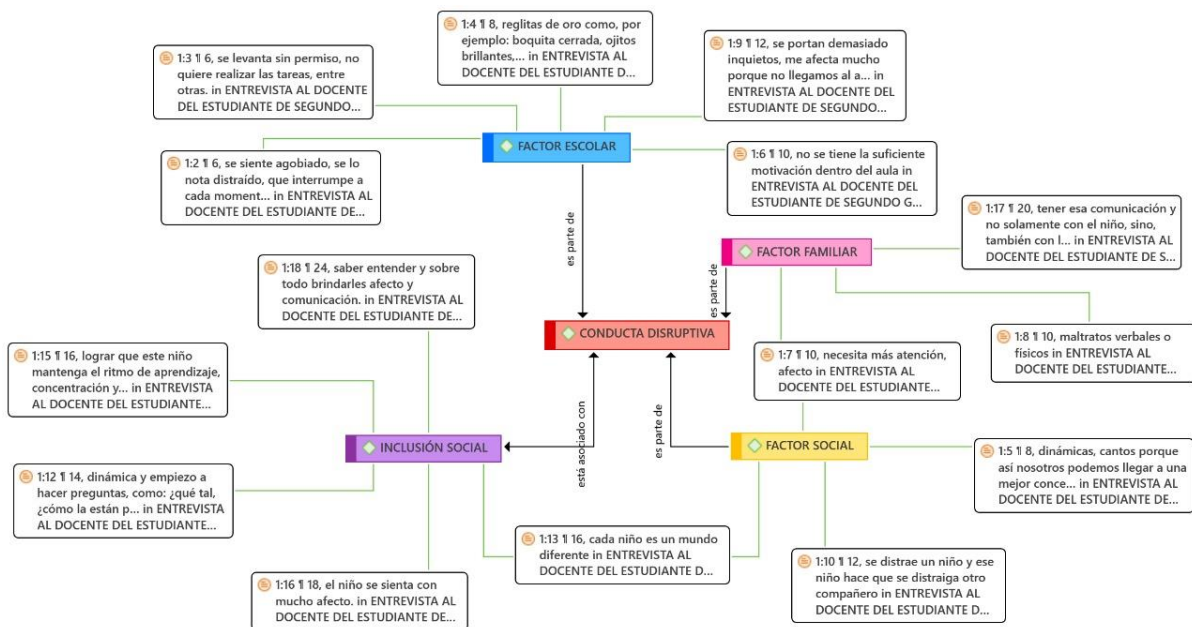 1:4 ¶ 8, reglitas de oro como, por
ejemplo: boquita cerrada, ojitos
brillantes,... in ENTREVISTA AL
DOCENTE DEL ESTUDIANTE D...
1:3 ¶ 6, se levanta sin permiso, no
quiere realizar las tareas, entre
otras. in ENTREVISTA AL DOCENTE
DEL ESTUDIANTE DE SEGUNDO...
1:9 ¶ 12, se portan demasiado
inquietos, me afecta mucho
porque no llegamos al a... in
ENTREVISTA AL DOCENTE DEL
ESTUDIANTE DE SEGUNDO...
FACTOR ESCOLAR
1:2 ¶ 6, se siente agobiado, se lo
nota distraído, que interrumpe a
cada moment... in ENTREVISTA AL
DOCENTE DEL ESTUDIANTE DE...
1:6 ¶ 10, no se tiene la suficiente
motivación dentro del aula in
ENTREVISTA AL DOCENTE DEL
ESTUDIANTE DE SEGUNDO G...
1:17 ¶ 20, tener esa comunicación y
no solamente con el niño, sino,
también con l... in ENTREVISTA AL
DOCENTE DEL ESTUDIANTE DE S...
es parte de
FACTOR FAMILIAR
1:18 ¶ 24, saber entender y sobre
todo brindarles afecto y
comunicación. in ENTREVISTA AL
DOCENTE DEL ESTUDIANTE DE...
es parte de
CONDUCTA DISRUPTIVA
1:8 ¶ 10, maltratos verbales o
físicos in ENTREVISTA AL
DOCENTE DEL ESTUDIANTE...
1:15 ¶ 16, lograr que este niño
mantenga el ritmo de aprendizaje,
concentración y... in ENTREVISTA
AL DOCENTE DEL ESTUDIANTE...
1:7 ¶ 10, necesita más atención,
afecto in ENTREVISTA AL
DOCENTE DEL ESTUDIANTE...
está asociado con
es parte de
INCLUSIÓN SOCIAL
FACTOR SOCIAL
1:5 ¶ 8, dinámicas, cantos porque
así nosotros podemos llegar a una
mejor conce... in ENTREVISTA AL
DOCENTE DEL ESTUDIANTE DE...
1:12 ¶ 14, dinámica y empiezo a
hacer preguntas, como: ¿qué tal,
¿cómo la están p... in ENTREVISTA
AL DOCENTE DEL ESTUDIANTE...
1:13 ¶ 16, cada niño es un mundo
diferente in ENTREVISTA AL
DOCENTE DEL ESTUDIANTE D...
1:10 ¶ 12, se distrae un niño y ese
niño hace que se distraiga otro
compañero in ENTREVISTA AL
DOCENTE DEL ESTUDIANTE D...
1:16 ¶ 18, el niño se sienta con
mucho afecto. in ENTREVISTA AL
DOCENTE DEL ESTUDIANTE DE...